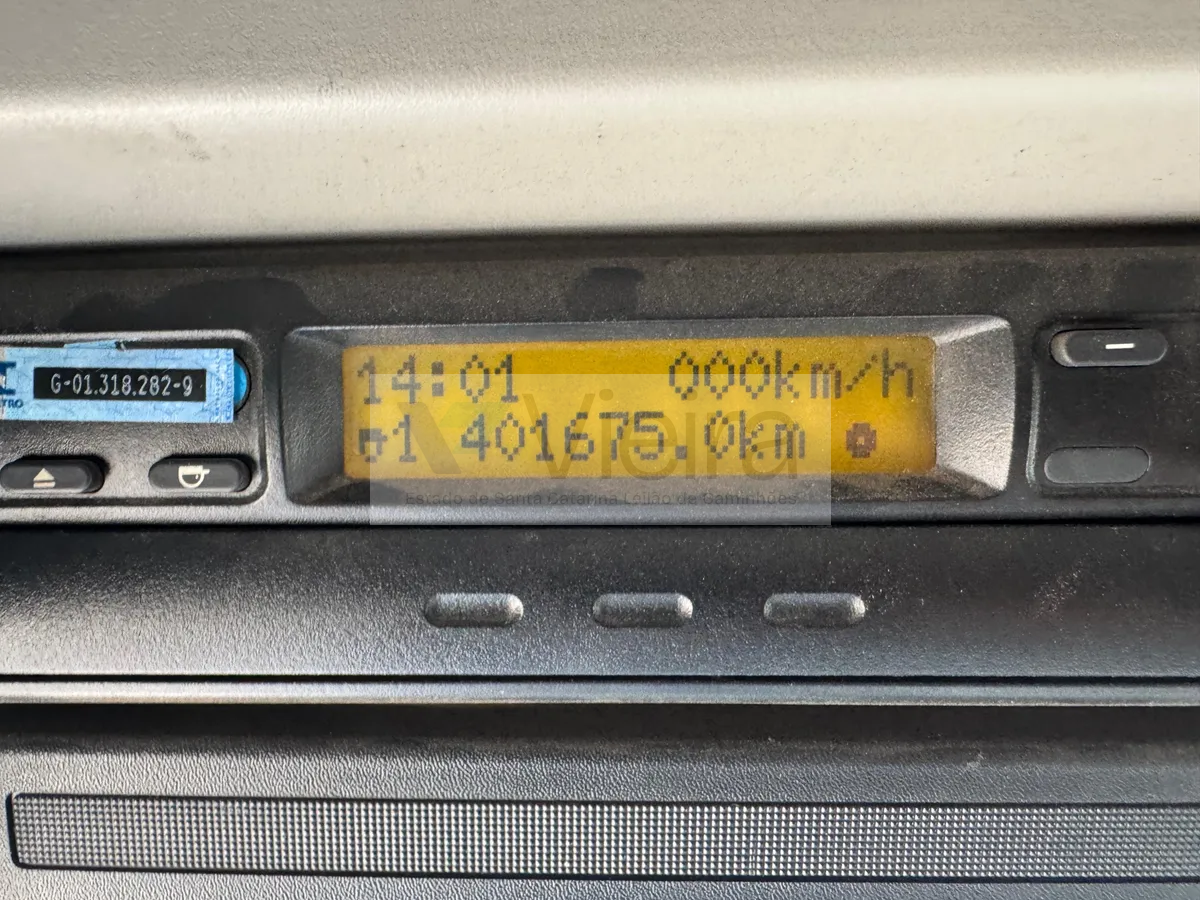 G-01.318.282-9
14:01 000km/h
1 401675.0km
Vieira
Estado de Santa Catarina Leilão de Caminhões